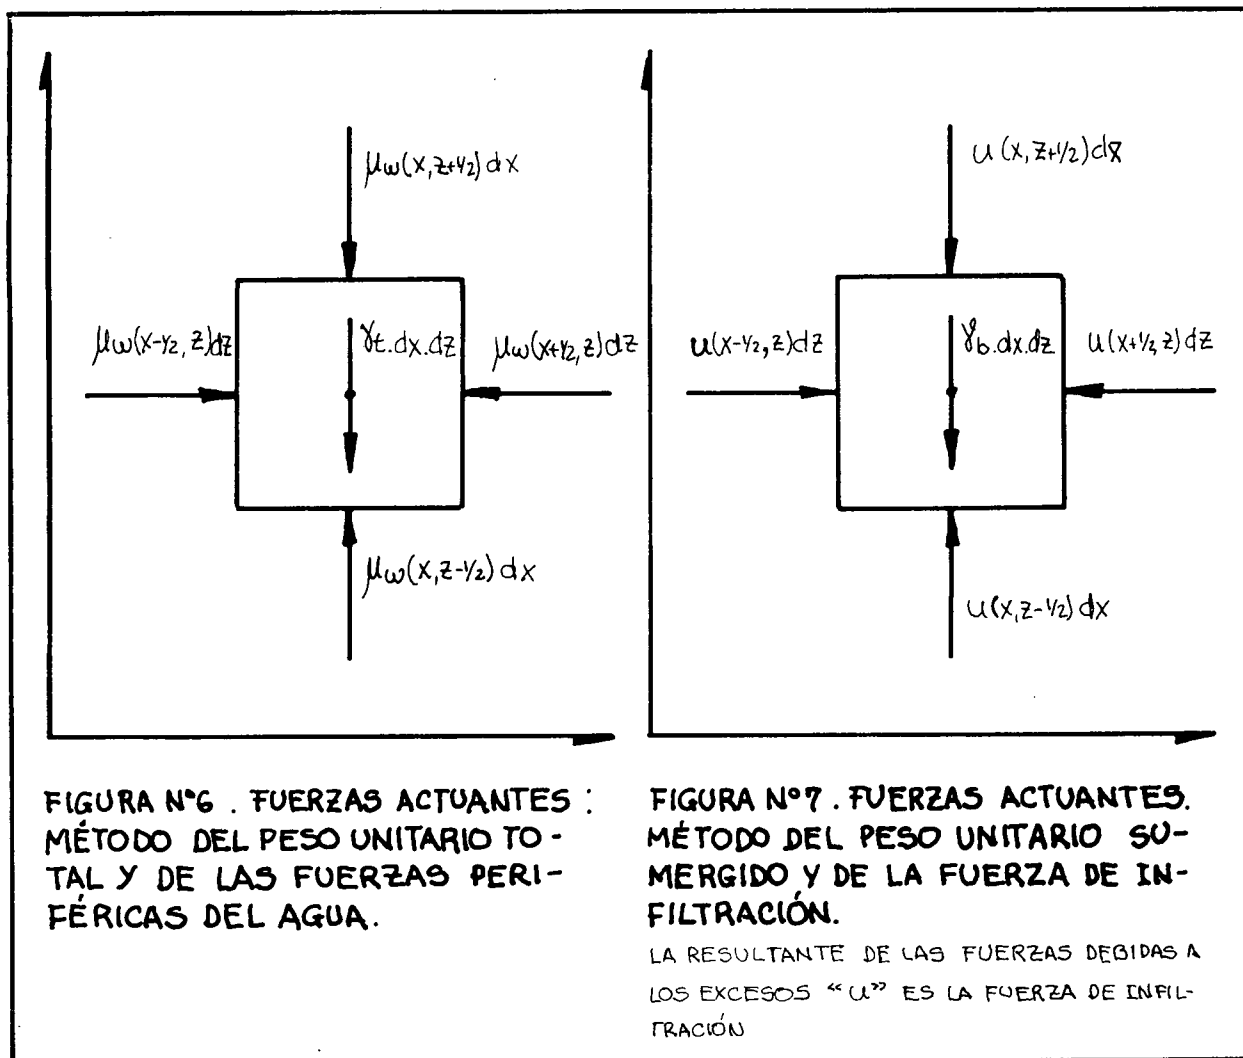 μw(x,z+1/2)dx
μw(x-1/2,z)dz
γt.dx.dz
μw(x+1/2,z)dz
μw(x,z-1/2)dx
u(x,z+1/2)dx
u(x-1/2,z)dz
γb.dx.dz
u(x+1/2,z)dz
u(x,z-1/2)dx
FIGURA N°6 . FUERZAS ACTUANTES :
MÉTODO DEL PESO UNITARIO TO-
TAL Y DE LAS FUERZAS PERI-
FÉRICAS DEL AGUA.
FIGURA N°7. FUERZAS ACTUANTES.
MÉTODO DEL PESO UNITARIO SU-
MERGIDO Y DE LA FUERZA DE IN-
FILTRACIÓN.
LA RESULTANTE DE LAS FUERZAS DEBIDAS A
LOS EXCESOS "u" ES LA FUERZA DE INFIL-
TRACIÓN